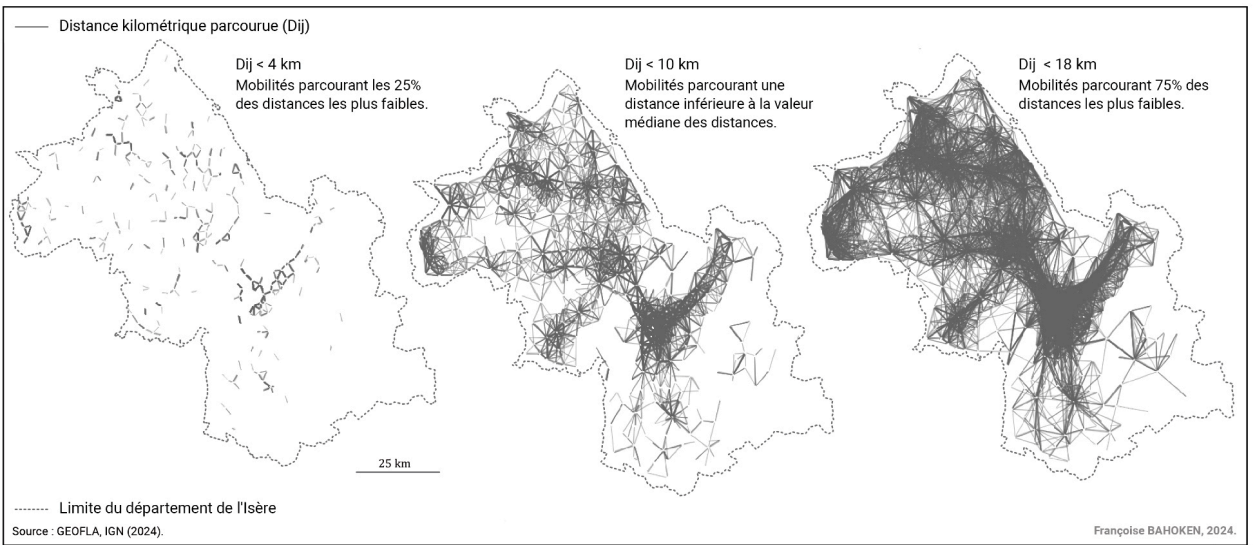 Distance kilométrique parcourue (Dij)
Dij < 4 km
Mobilités parcourant les 25%
des distances les plus faibles.
Dij < 10 km
Mobilités parcourant une
distance inférieure à la valeur
médiane des distances.
Dij < 18 km
Mobilités parcourant 75% des
distances les plus faibles.
25 km
Limite du département de l'Isère
Source : GEOFLA, IGN (2024).
Françoise BAHOKEN, 2024.